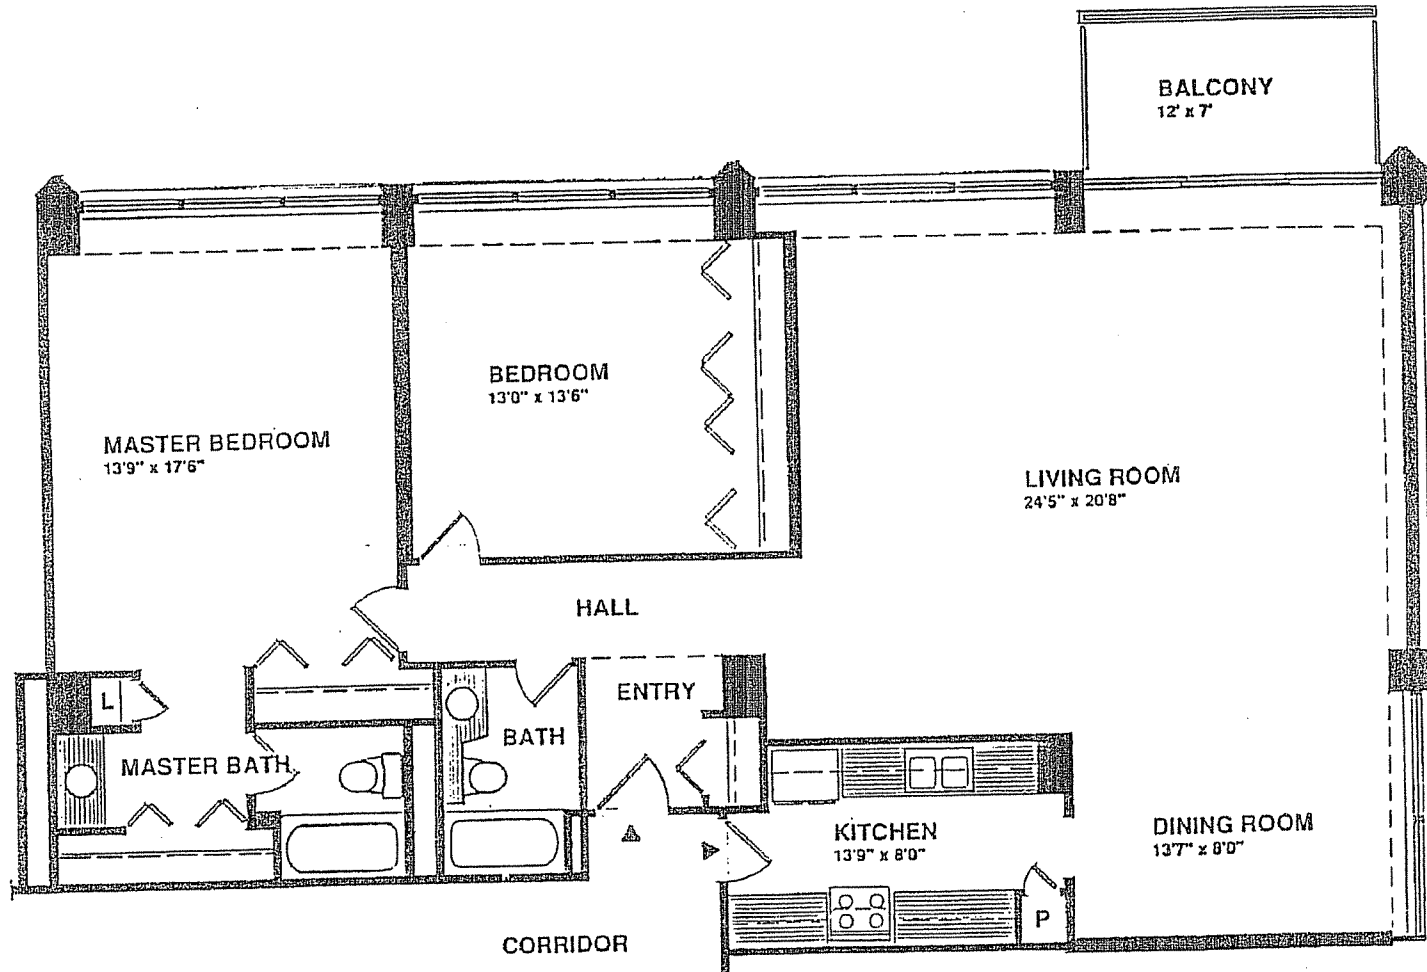 BALCONY
12' x 7'
BEDROOM
13'0" x 13'6"
MASTER BEDROOM
13'9" x 17'6"
LIVING ROOM
24'5" x 20'8"
HALL
ENTRY
L
BATH
MASTER BATH
KITCHEN
13'9" x 8'0"
DINING ROOM
13'7" x 8'0"
P
CORRIDOR